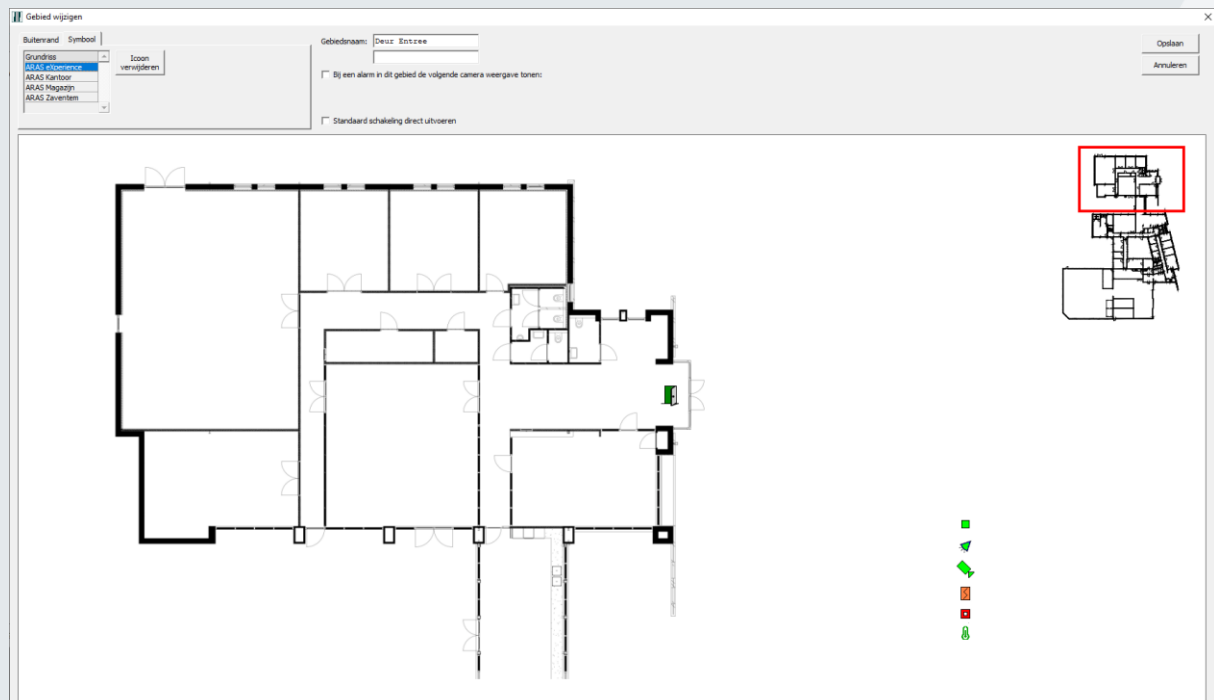 Gebied wijzigen
Buitenrand Symbool
Gebiedsnaam: Deur Entree
Opslaan
Grundriss
ARAS eXperience
ARAS Kantoor
ARAS Magazijn
ARAS Zaventem
Icoon
verwijderen
Annuleren
Bij een alarm in dit gebied de volgende camera weergave tonen:
Standaard schakeling direct uitvoeren